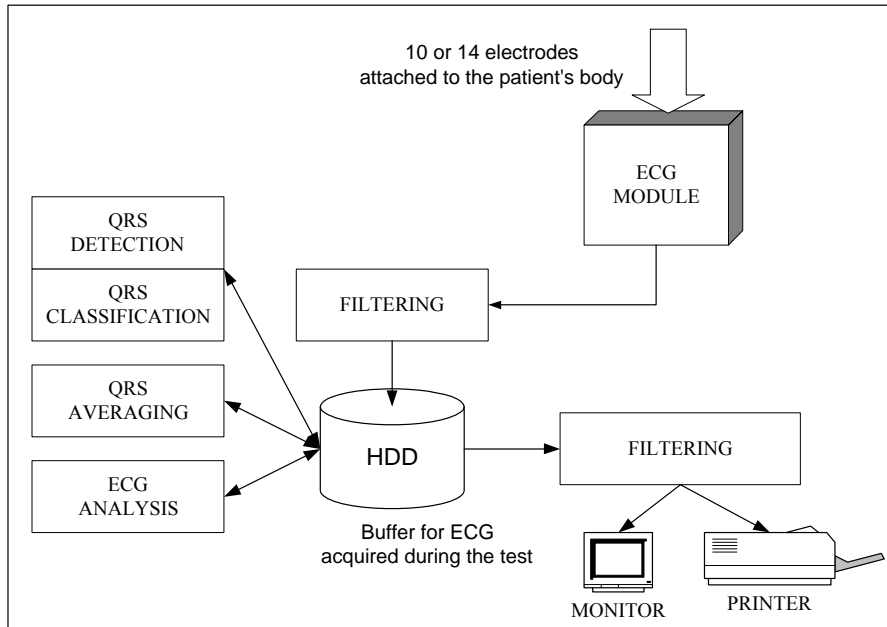 10 or 14 electrodes
attached to the patient's body
ECG
MODULE
QRS
DETECTION
QRS
CLASSIFICATION
FILTERING
QRS
AVERAGING
HDD
FILTERING
ECG
ANALYSIS
Buffer for ECG
acquired during the test
MONITOR
PRINTER